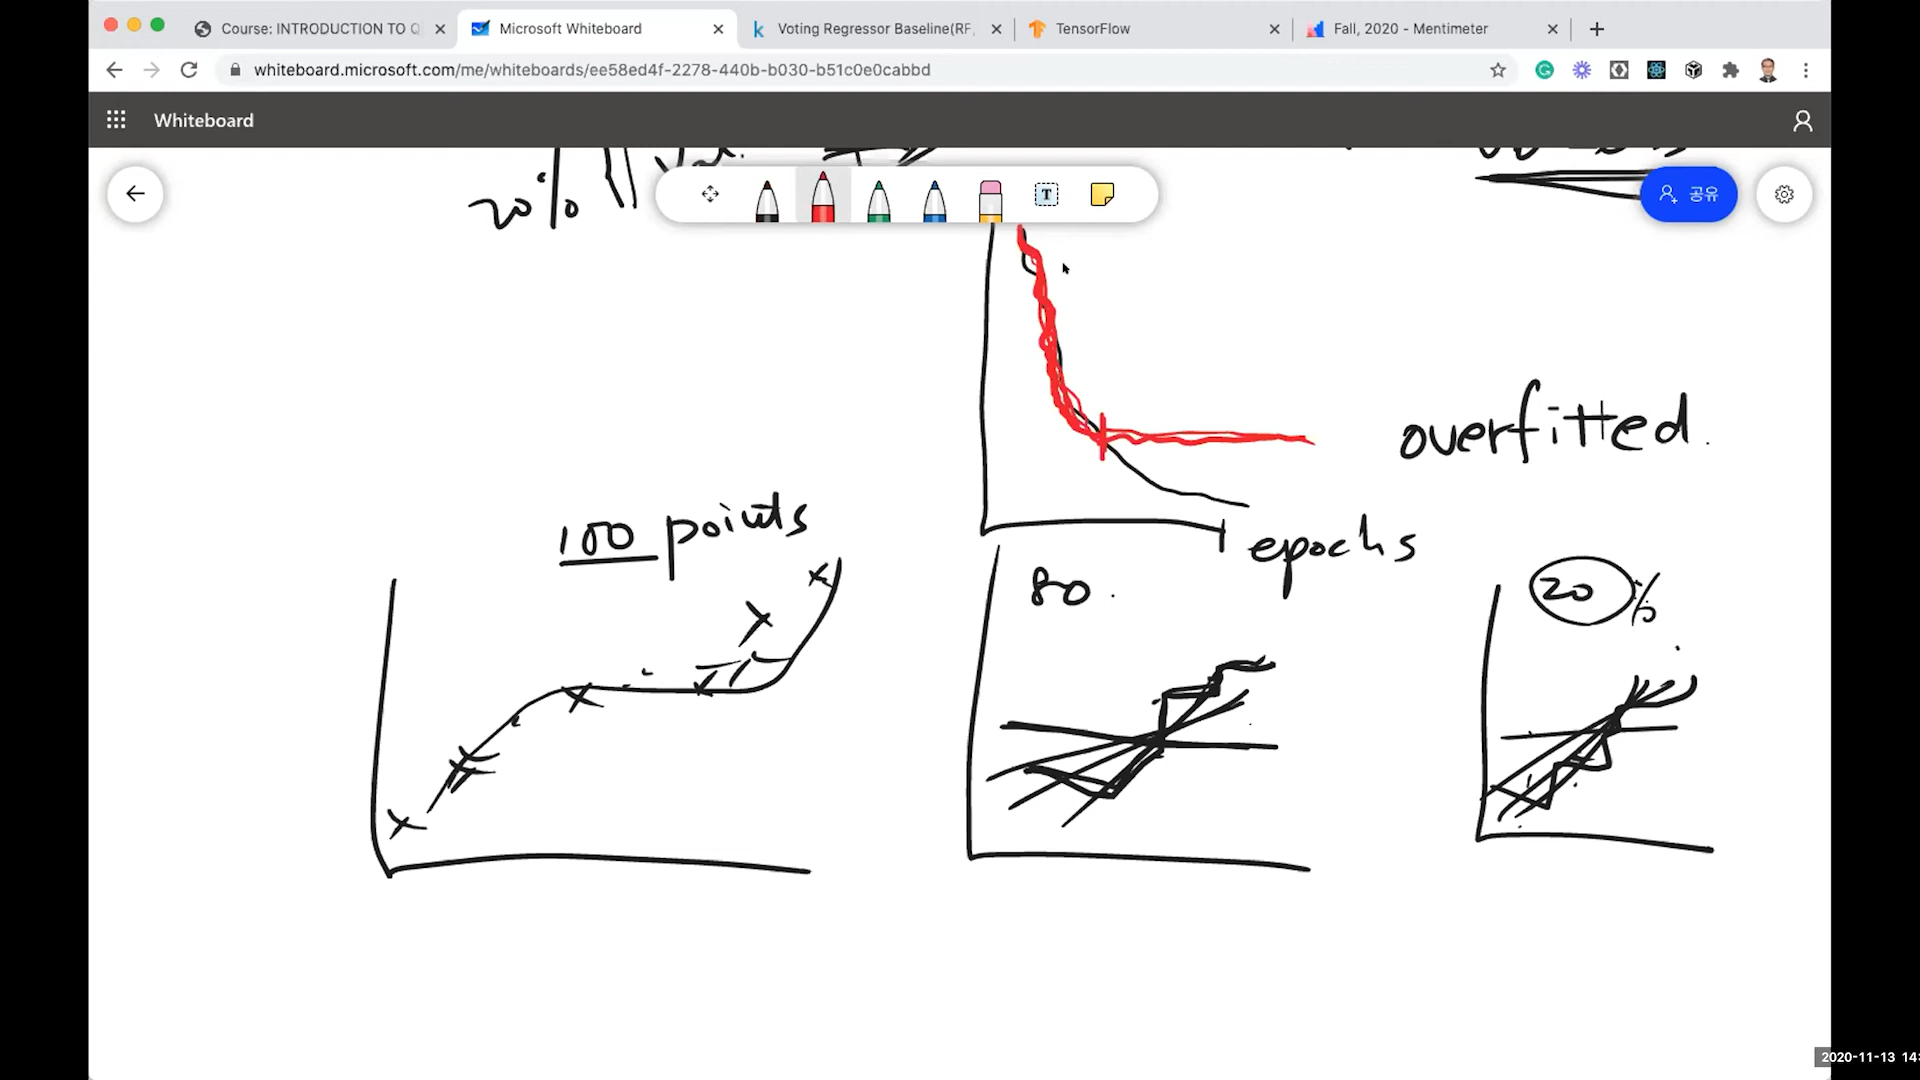 Course: INTRODUCTION TO Q
Microsoft Whiteboard
Voting Regressor Baseline(RF,
TensorFlow
Fall, 2020 - Mentimeter
whiteboard.microsoft.com/me/whiteboards/ee58ed4f-2278-440b-b030-b51c0e0cabbd
Whiteboard
20%
공유
overfitted.
100 points
epochs
80.
20%
2020-11-13 14: